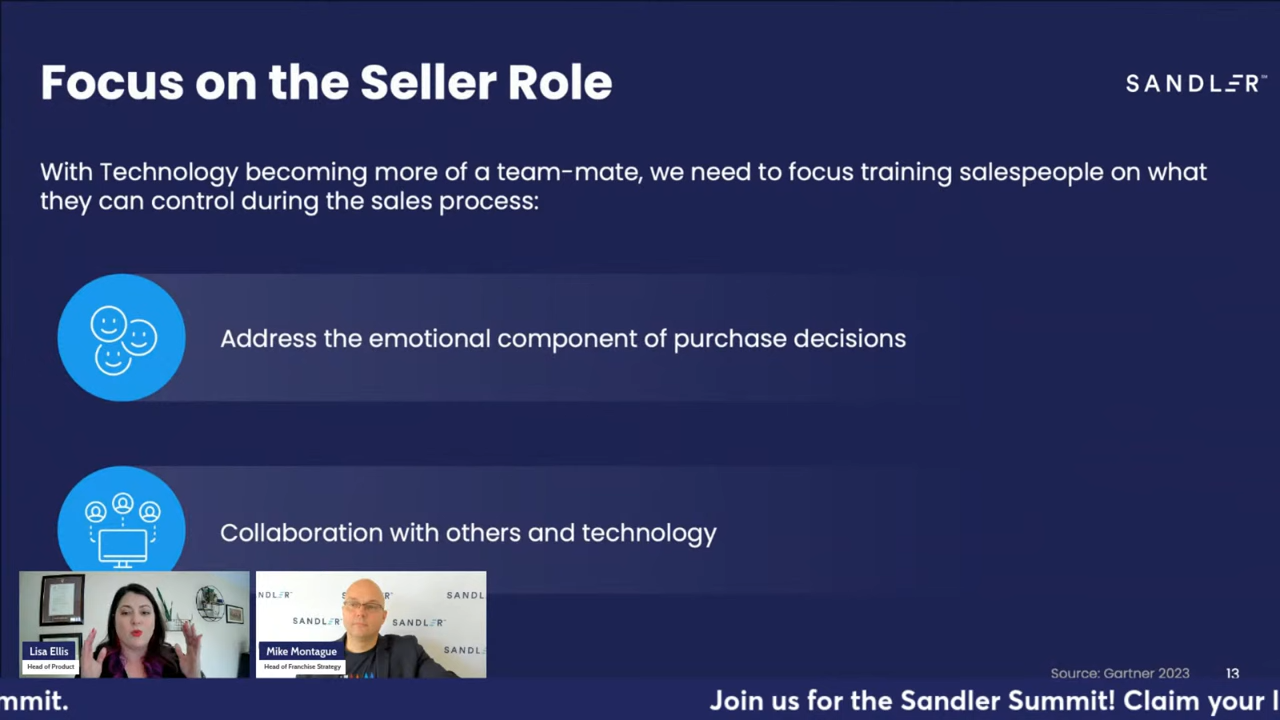 Focus on the Seller Role
SANDLER™
With Technology becoming more of a team-mate, we need to focus training salespeople on what
they can control during the sales process:
Address the emotional component of purchase decisions
Collaboration with others and technology
SANDLER
SANDLER
SANDLER
Lisa Ellis
Head of Product
Mike Montague
Head of Franchise Strategy
Source: Gartner 2023
13
mmit.
Join us for the Sandler Summit! Claim your